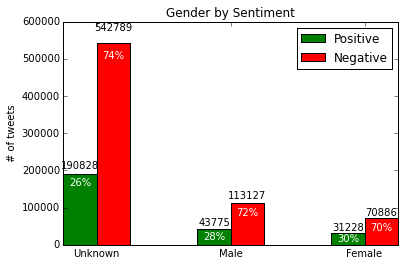 Gender by Sentiment
Positive
Negative
# of tweets
600000
500000
400000
300000
200000
100000
0
190828
26%
542789
74%
43775
28%
113127
72%
31228
30%
70886
70%
Unknown
Male
Female